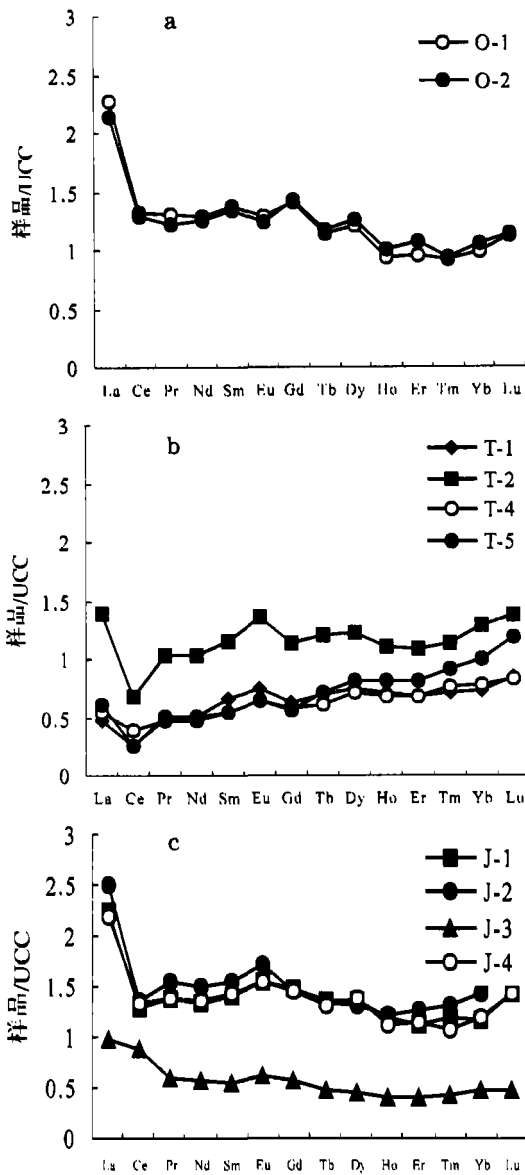 a
O-1
O-2
3
2.5
2
1.5
1
0.5
0
样品/UCC
La Ce Pr Nd Sm Eu Gd Tb Dy Ho Er Tm Yb Lu
b
T-1
T-2
T-4
T-5
3
2.5
2
1.5
1
0.5
0
样品/UCC
La Ce Pr Nd Sm Eu Gd Tb Dy Ho Er Tm Yb Lu
c
J-1
J-2
J-3
J-4
3
2.5
2
1.5
1
0.5
0
样品/UCC
La Ce Pr Nd Sm Eu Gd Tb Dy Ho Er Tm Yb Lu